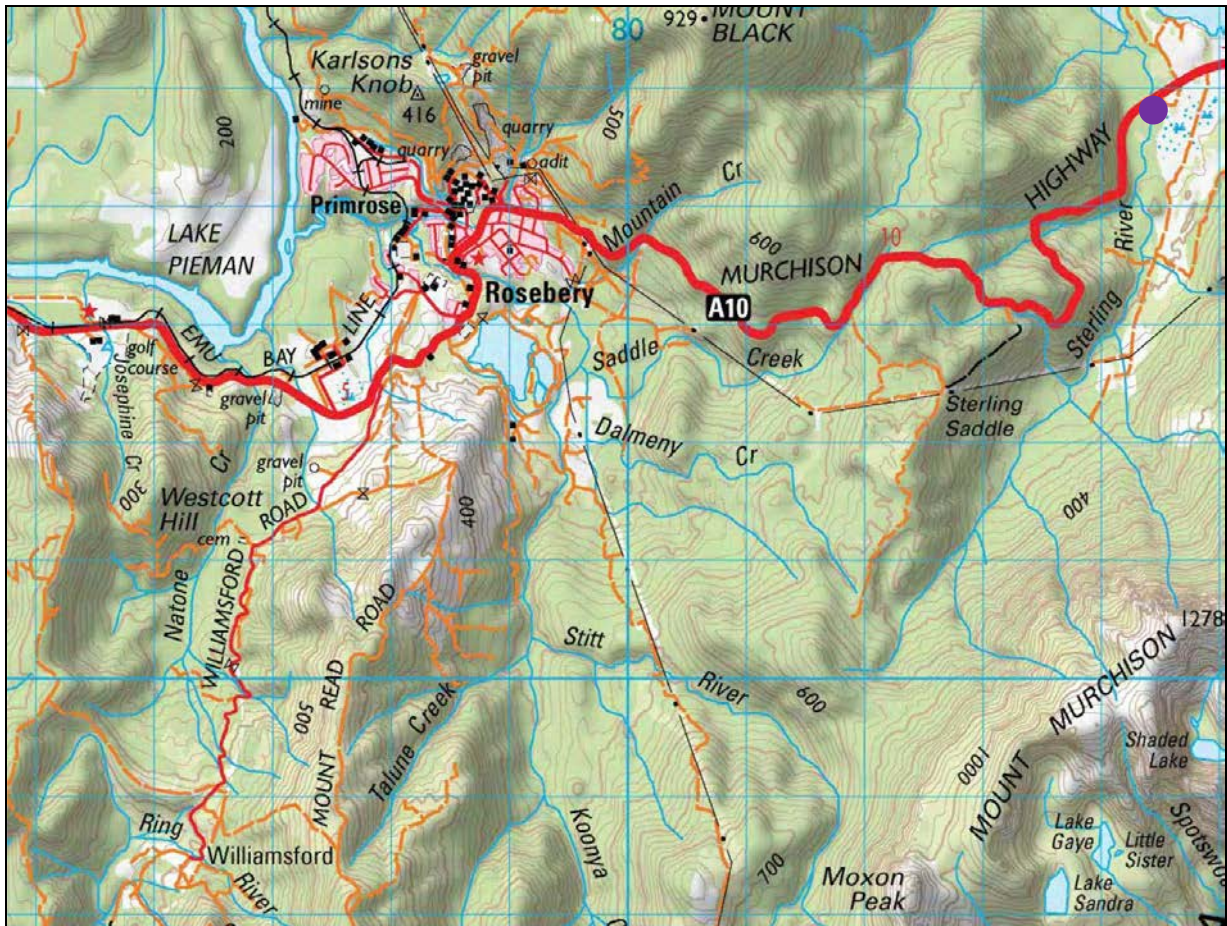 929
MOUNT
BLACK
80
Karlsons
Knob
gravel
pit
mine
416
500
200
quarry
quarry
adit
Cr
HIGHWAY
Primrose
Mountain
River
LAKE
PIEMAN
600
10
MURCHISON
Rosebery
A10
LINE
EMU
BAY
Saddle
Creek
Sterling
golf
course
Josephine Cr
gravel
pit
5
Sterling
Saddle
Dalmeny
Cr
300
Cr
gravel
pit
Westcott
Hill
400
400
ROAD
cem
Natone
WILLIAMSFORD
ROAD
Stitt
1278
River
600
MURCHISON
READ
500
Talune Creek
Shaded
Lake
1000
MOUNT
MOUNT
Ring
Koonya
Lake
Gaye
Little
Sister
Spotswo
Williamsford
700
Moxon
Peak
Lake
Sandra
River